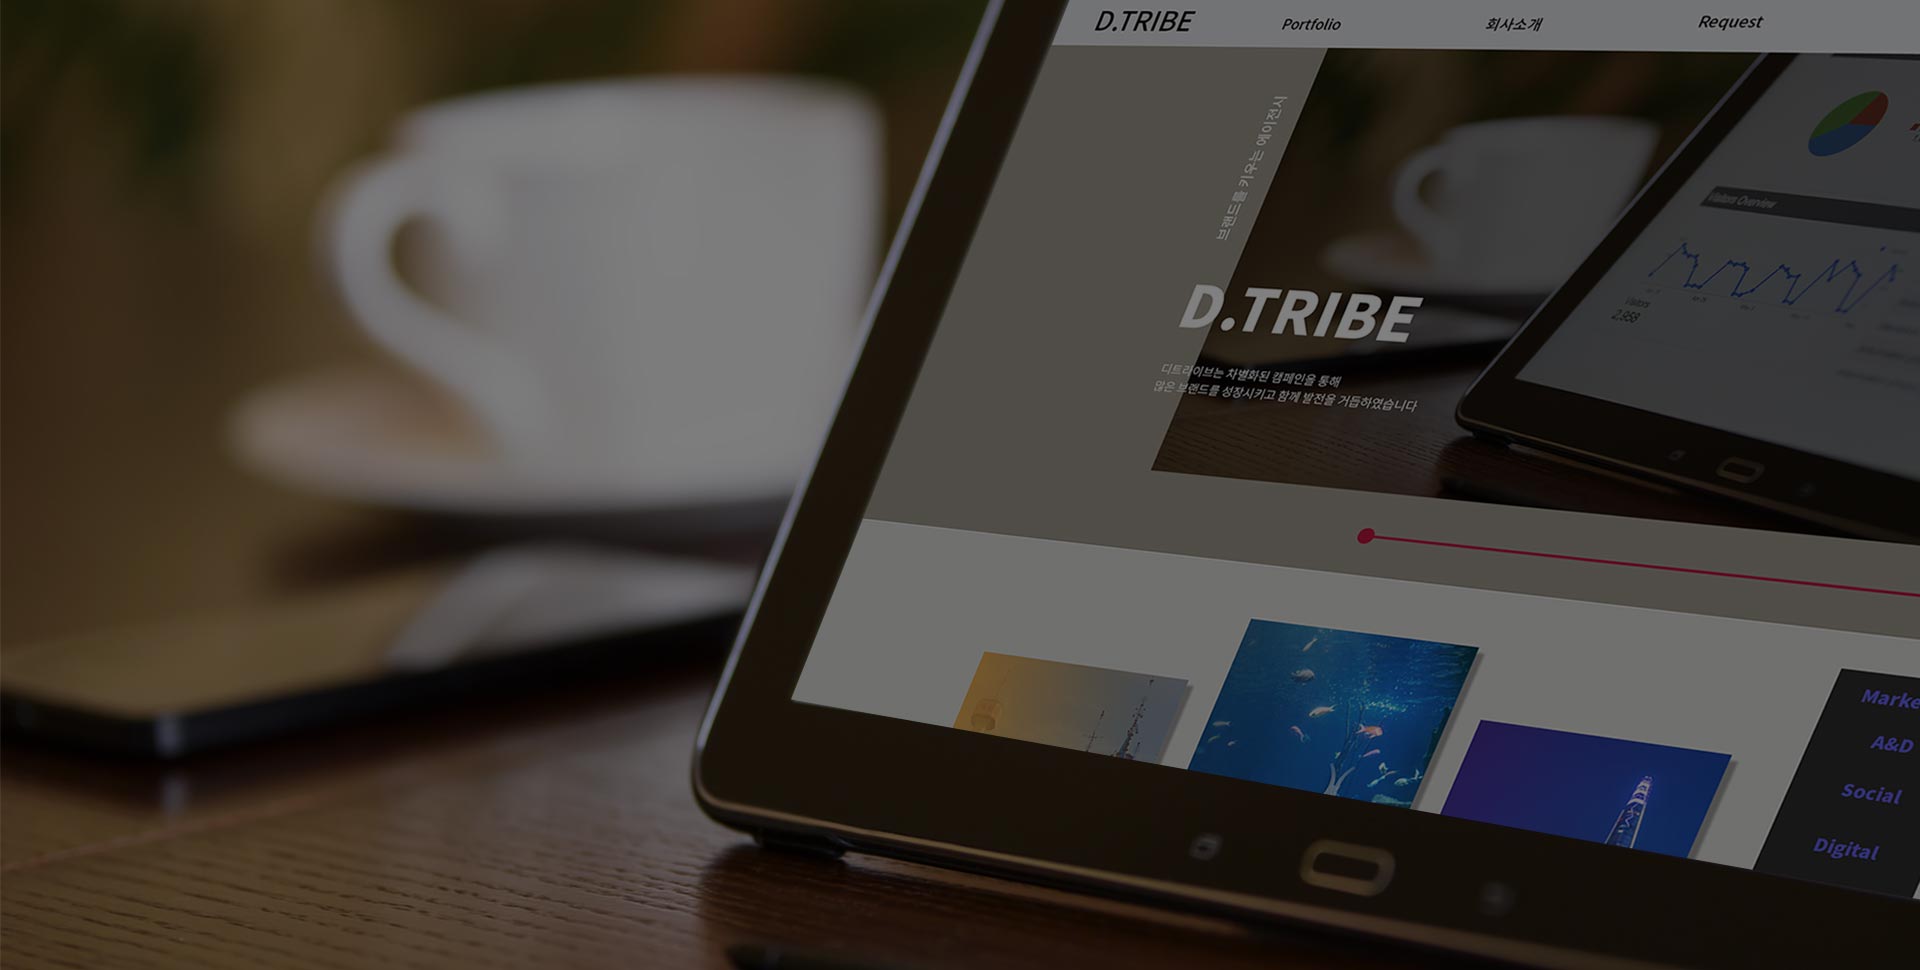 D.TRIBE
Portfolio
회사소개
Request
브랜드를 키우는 에이전시
D.TRIBE
디트라이브는 차별화된 캠페인을 통해
많은 브랜드를 성장시키고 함께 발전을 거듭하였습니다
Visitors Overview
Visitors
2,958
A&D
Social
Digital